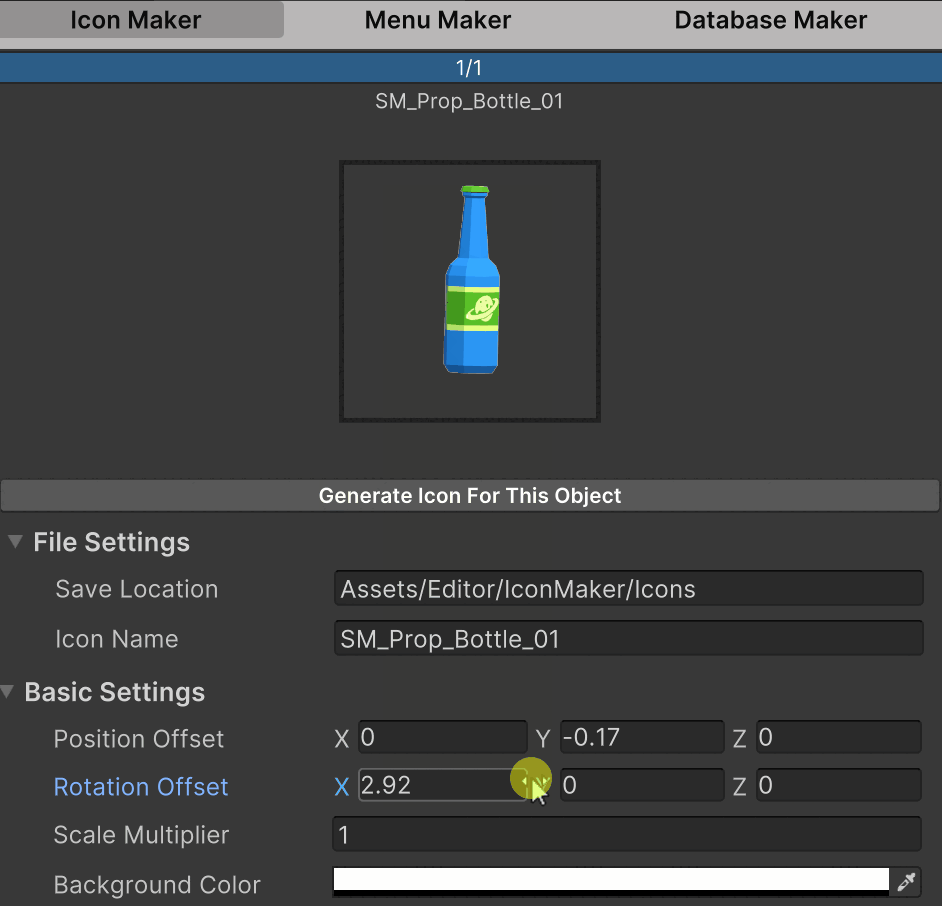 Icon Maker Menu Maker Database Maker
1/1
SM_Prop_Bottle_01
Generate Icon For This Object
File Settings
Save Location Assets/Editor/IconMaker/Icons
Icon Name SM_Prop_Bottle_01
Basic Settings
Position Offset X 0 Y -0.17 Z 0
Rotation Offset X 2.92 0 Z 0
Scale Multiplier 1
Background Color